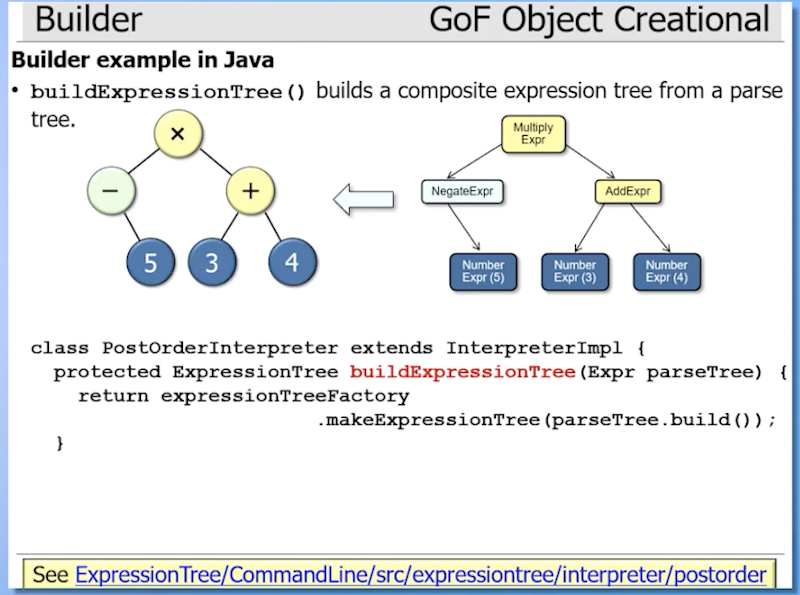 Builder
GoF Object Creational
Builder example in Java
• buildExpressionTree() builds a composite expression tree from a parse
tree.
×
−
+
5
3
4
Multiply
Expr
NegateExpr
AddExpr
Number
Expr (5)
Number
Expr (3)
Number
Expr (4)
class PostOrderInterpreter extends InterpreterImpl {
protected ExpressionTree buildExpressionTree(Expr parseTree) {
return expressionTreeFactory
.makeExpressionTree(parseTree.build());
}
See ExpressionTree/CommandLine/src/expressiontree/interpreter/postorder